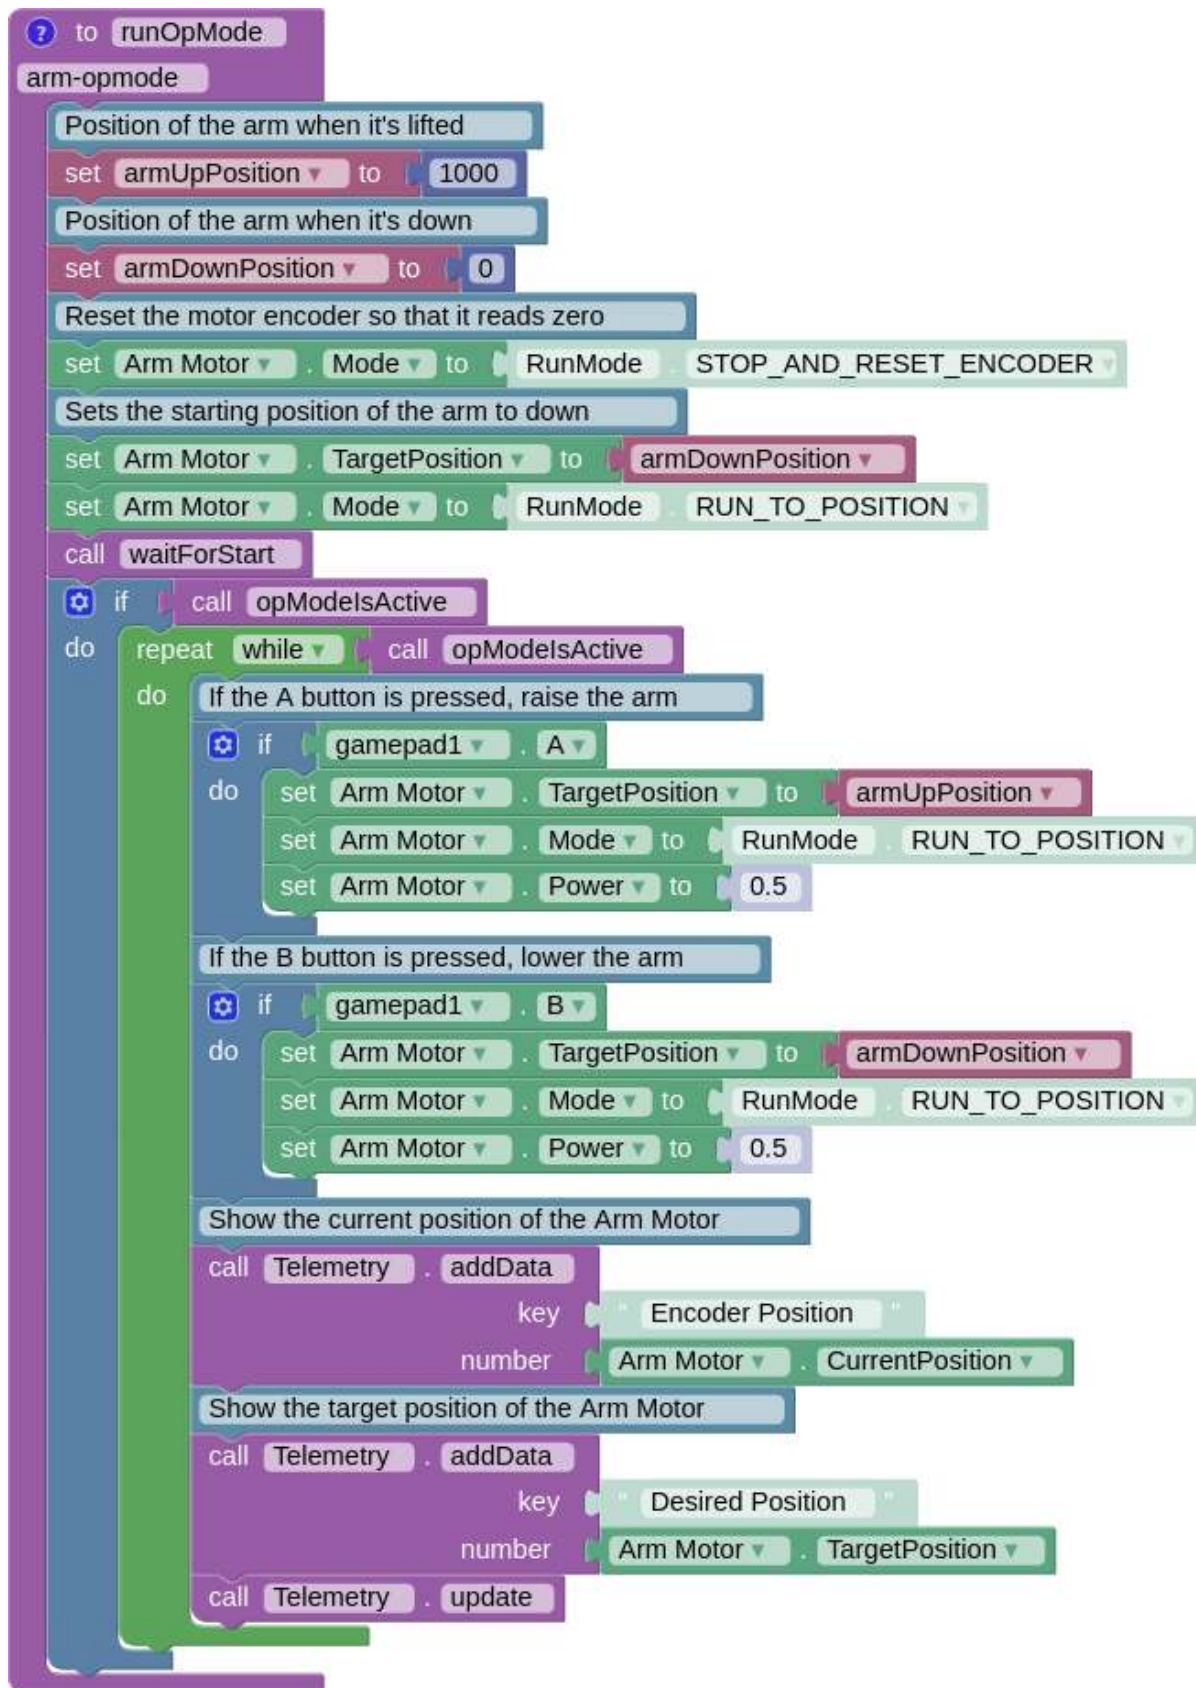 ? to runOpMode
arm-opmode
Position of the arm when it's lifted
set armUpPosition to 1000
Position of the arm when it's down
set armDownPosition to 0
Reset the motor encoder so that it reads zero
set Arm Motor . Mode to RunMode . STOP_AND_RESET_ENCODER
Sets the starting position of the arm to down
set Arm Motor . TargetPosition to armDownPosition
set Arm Motor . Mode to RunMode . RUN_TO_POSITION
call waitForStart
if call opModeIsActive
do repeat while call opModeIsActive
do If the A button is pressed, raise the arm
if gamepad1 . A
do set Arm Motor . TargetPosition to armUpPosition
set Arm Motor . Mode to RunMode . RUN_TO_POSITION
set Arm Motor . Power to 0.5
If the B button is pressed, lower the arm
if gamepad1 . B
do set Arm Motor . TargetPosition to armDownPosition
set Arm Motor . Mode to RunMode . RUN_TO_POSITION
set Arm Motor . Power to 0.5
Show the current position of the Arm Motor
call Telemetry . addData
key " Encoder Position "
number Arm Motor . CurrentPosition
Show the target position of the Arm Motor
call Telemetry . addData
key " Desired Position "
number Arm Motor . TargetPosition
call Telemetry . update